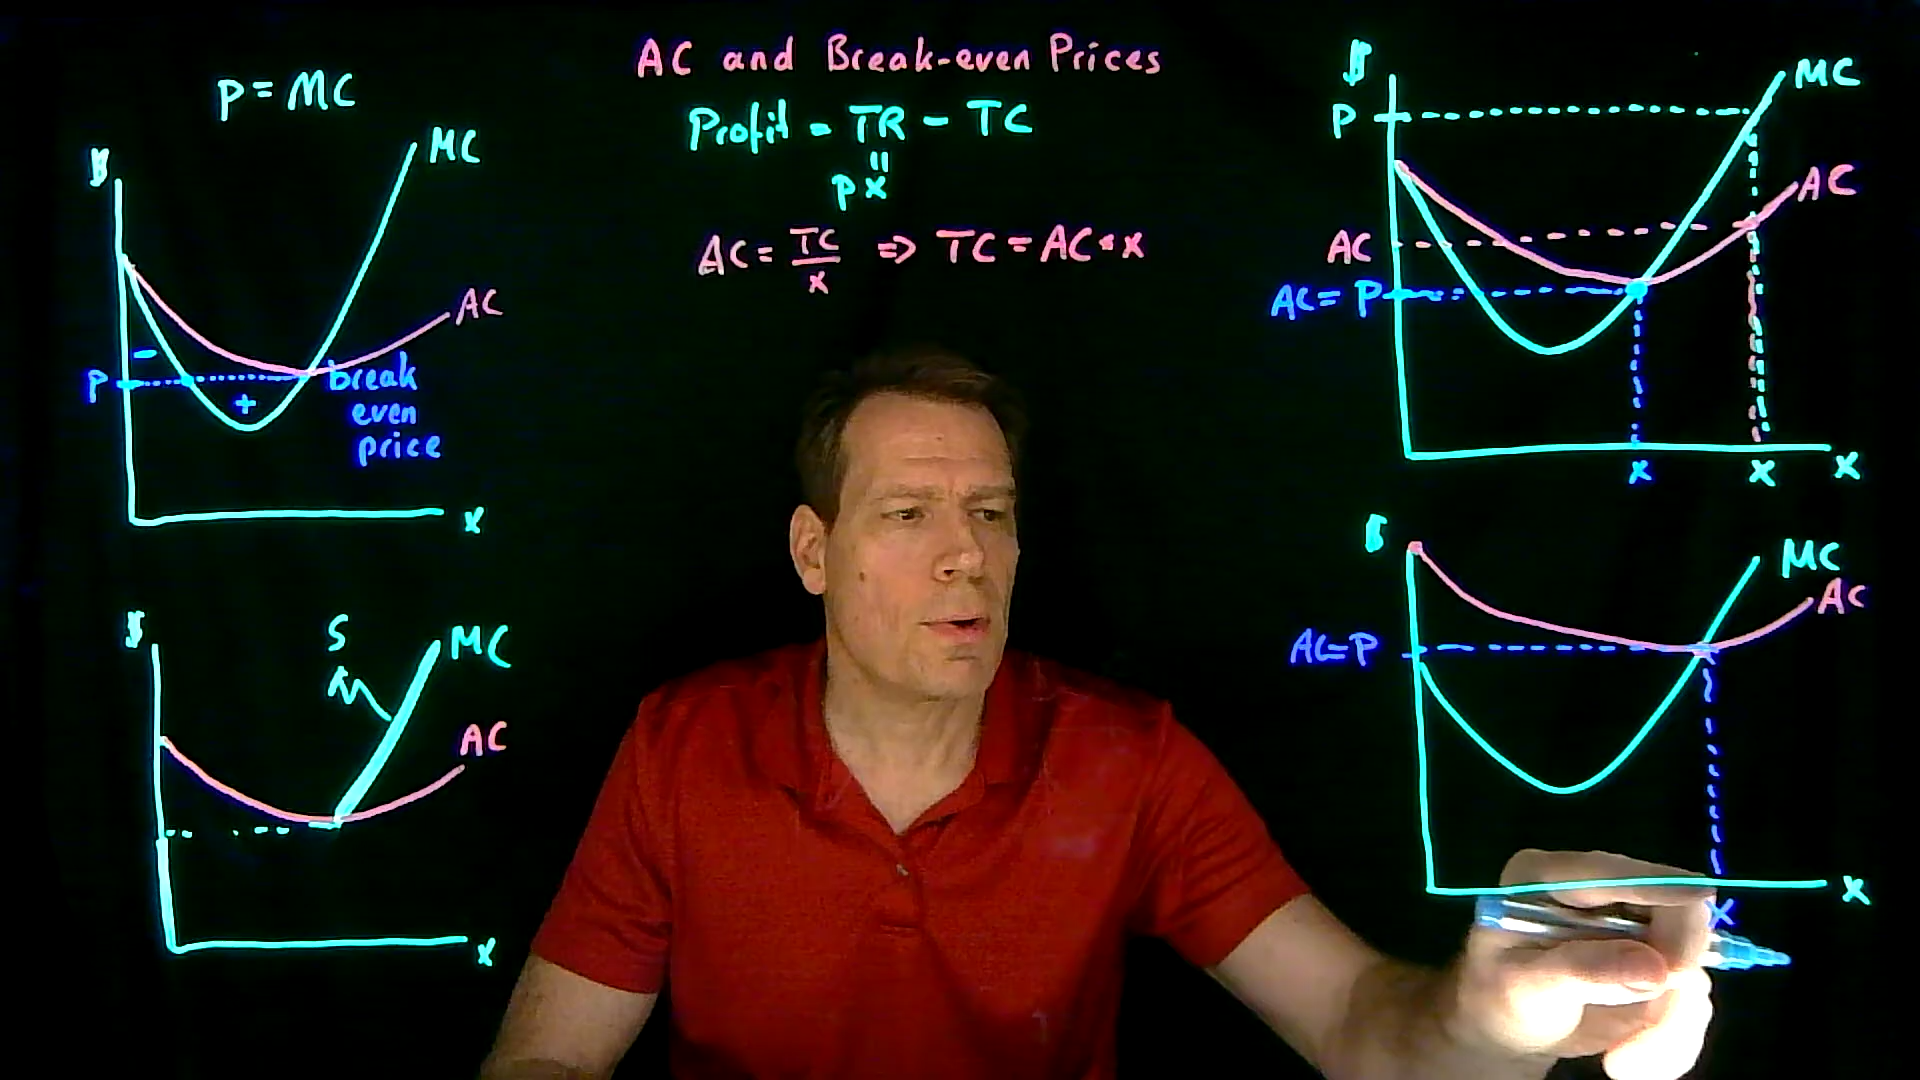 AC and Break-even Prices
Profit = TR - TC
"
p x
AC = TC/x ⇒ TC = AC • x
p = MC
$
MC
AC
-
P
+
break
even
price
x
$
S
MC
AC
x
$
MC
P
AC
AC
AC = P
x
x
x
$
MC
AC
AC=P
x
x